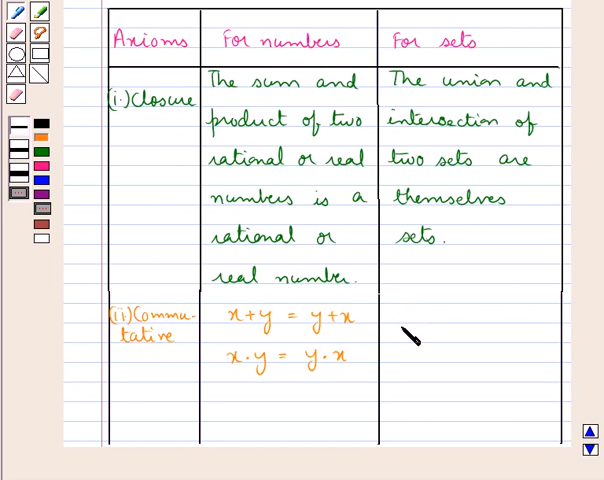 Axioms For numbers For sets
(i.) Closure The sum and The union and
product of two intersection of
rational or real two sets are
numbers is a themselves
rational or sets.
real number.
(ii) Commu- x + y = y + x
tative
x · y = y · x